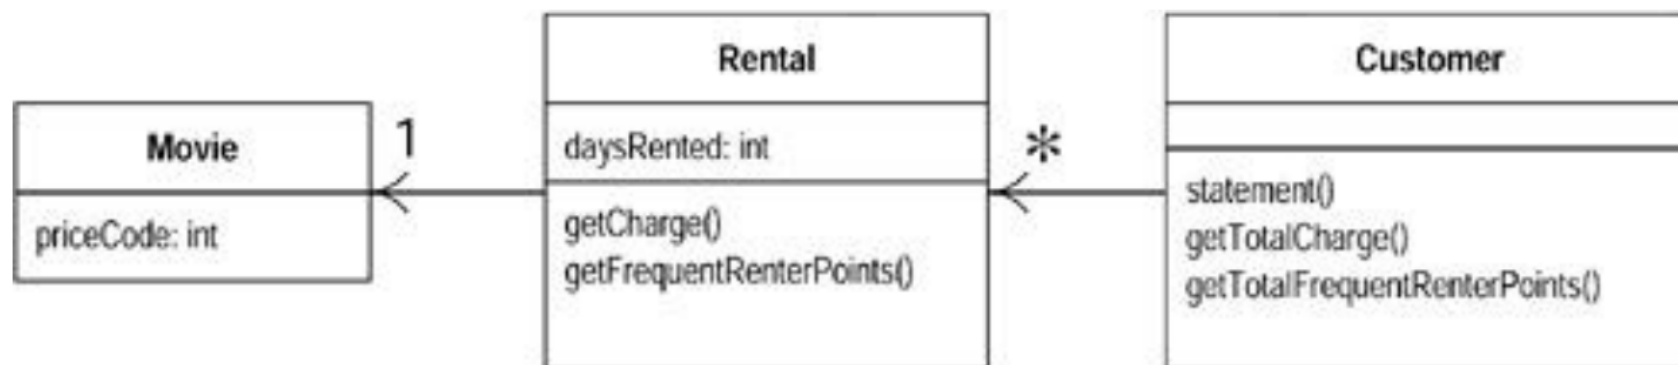 Movie
priceCode: int
1
Rental
daysRented: int
getCharge()
getFrequentRenterPoints()
*
Customer
statement()
getTotalCharge()
getTotalFrequentRenterPoints()